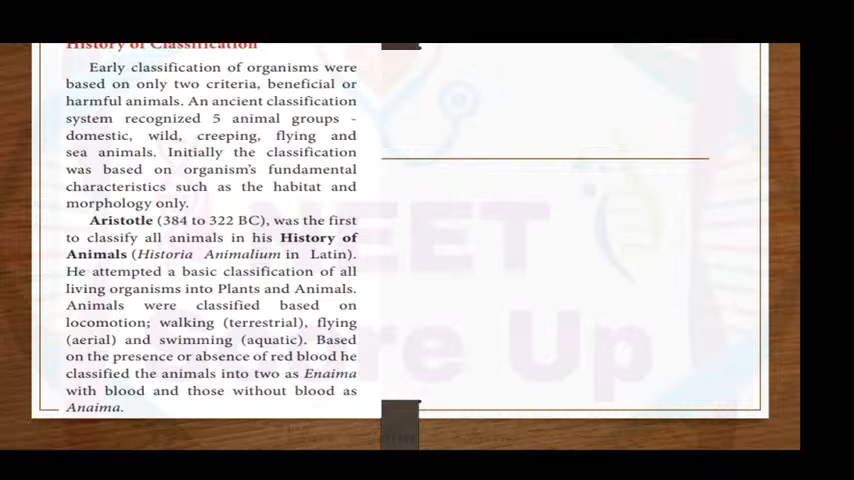 History of Classification
Early classification of organisms were
based on only two criteria, beneficial or
harmful animals. An ancient classification
system recognized 5 animal groups -
domestic, wild, creeping, flying and
sea animals. Initially the classification
was based on organism's fundamental
characteristics such as the habitat and
morphology only.
Aristotle (384 to 322 BC), was the first
to classify all animals in his History of
Animals (Historia Animalium in Latin).
He attempted a basic classification of all
living organisms into Plants and Animals.
Animals were classified based on
locomotion; walking (terrestrial), flying
(aerial) and swimming (aquatic). Based
on the presence or absence of red blood he
classified the animals into two as Enaima
with blood and those without blood as
Anaima.
NEET
Up